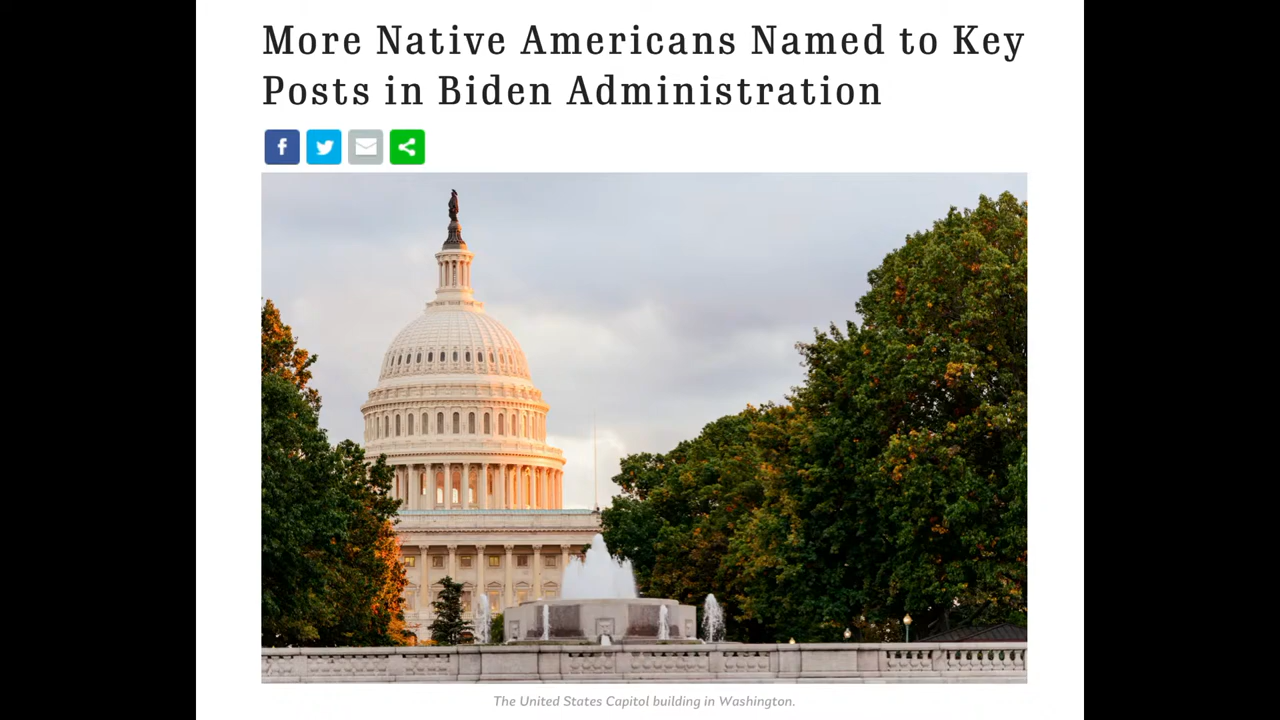 More Native Americans Named to Key
Posts in Biden Administration
The United States Capitol building in Washington.